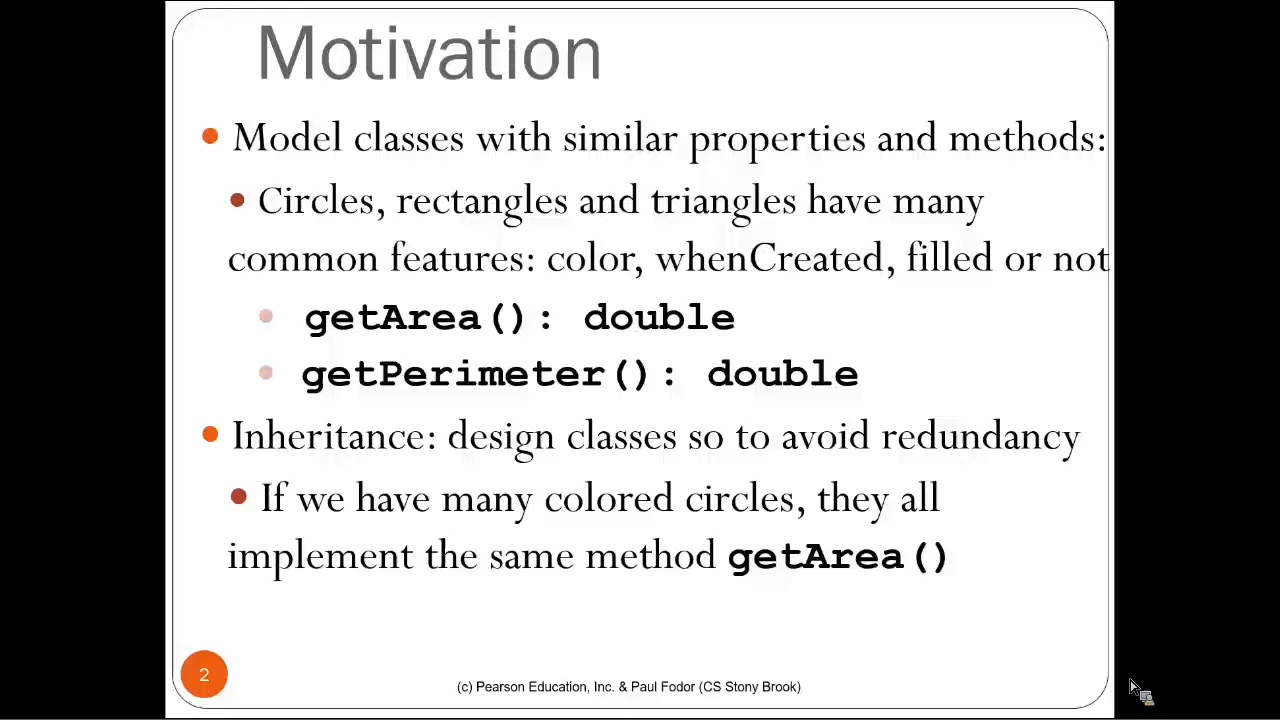 Motivation
Model classes with similar properties and methods:
Circles, rectangles and triangles have many
common features: color, whenCreated, filled or not
getArea(): double
getPerimeter(): double
Inheritance: design classes so to avoid redundancy
If we have many colored circles, they all
implement the same method getArea()
2
(c) Pearson Education, Inc. & Paul Fodor (CS Stony Brook)